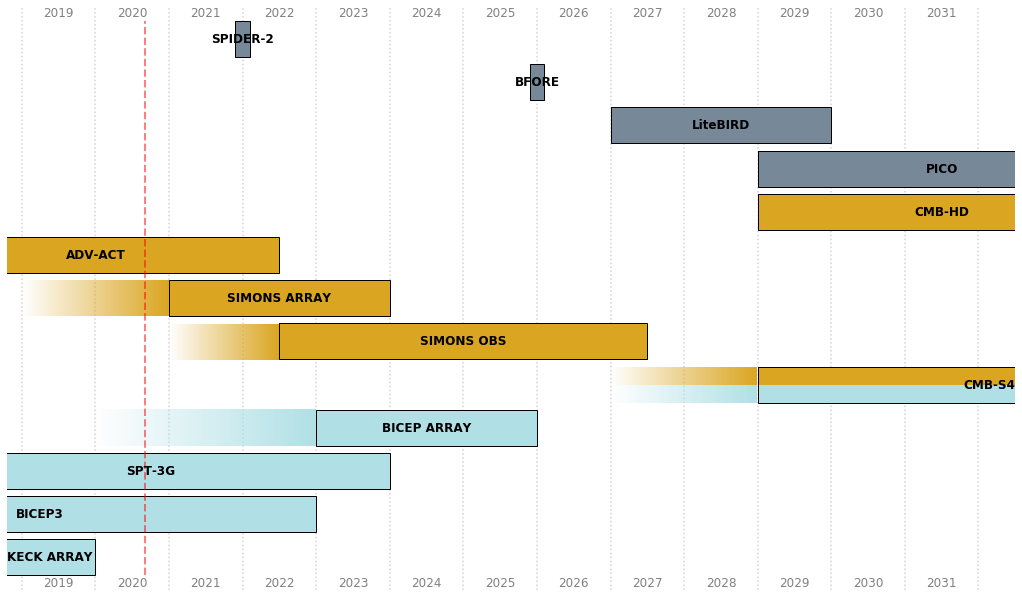 2019 2020 2021 2022 2023 2024 2025 2026 2027 2028 2029 2030 2031
SPIDER-2
BFORE
LiteBIRD
PICO
CMB-HD
ADV-ACT
SIMONS ARRAY
SIMONS OBS
CMB-S4
BICEP ARRAY
SPT-3G
BICEP3
KECK ARRAY
2019 2020 2021 2022 2023 2024 2025 2026 2027 2028 2029 2030 2031